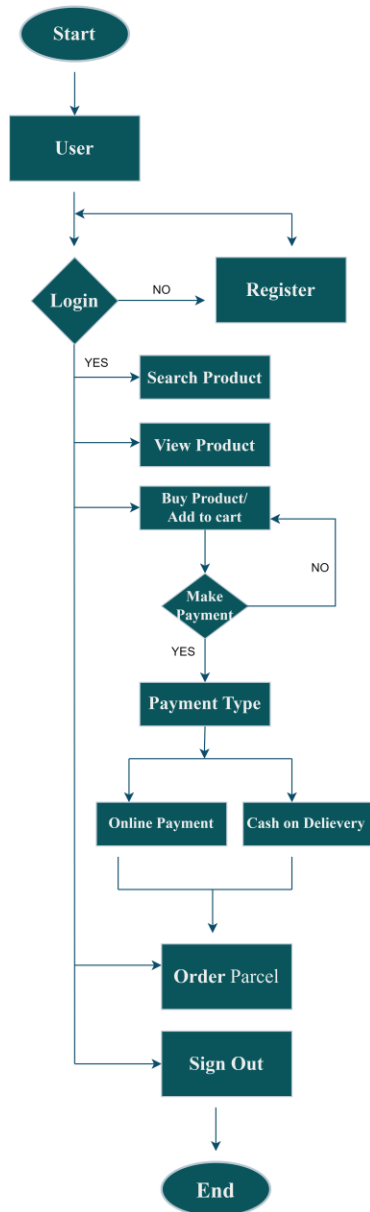 Start
User
Login
NO
Register
YES
Search Product
View Product
Buy Product/
Add to cart
NO
Make
Payment
YES
Payment Type
Online Payment
Cash on Delievery
Order Parcel
Sign Out
End